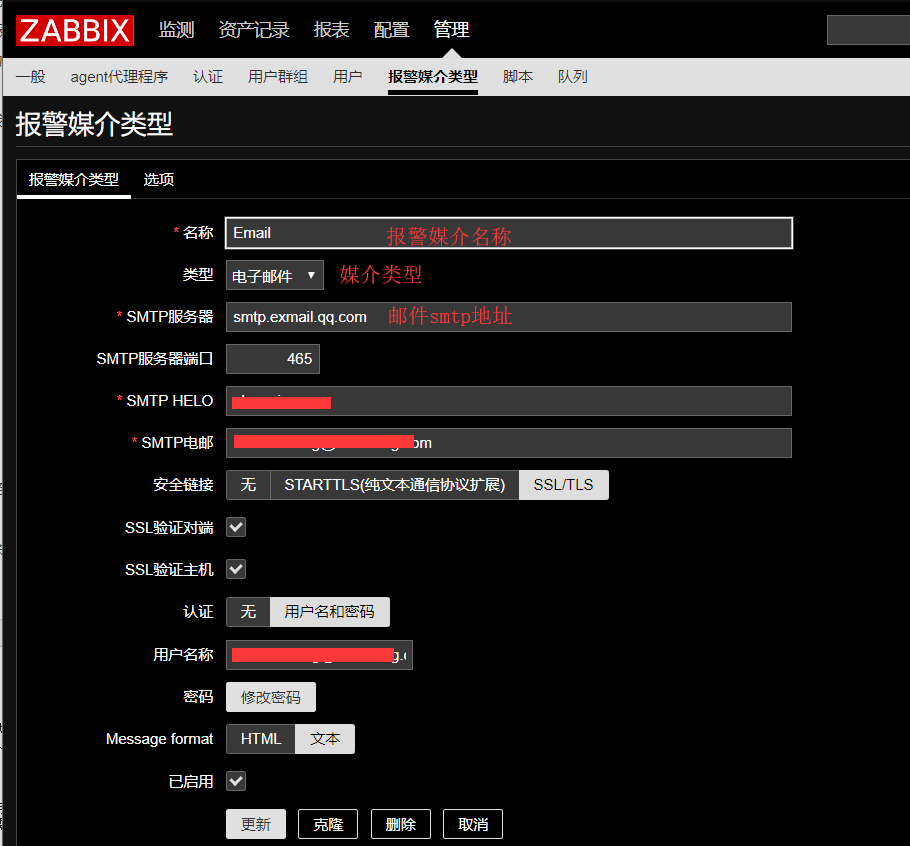 ZABBIX 监测 资产记录 报表 配置 管理
一般 agent代理程序 认证 用户群组 用户 报警媒介类型 脚本 队列
报警媒介类型
报警媒介类型 选项
* 名称 Email 报警媒介名称
类型 电子邮件 ▼ 媒介类型
* SMTP服务器 smtp.exmail.qq.com 邮件smtp地址
SMTP服务器端口 465
* SMTP HELO
* SMTP电邮 om
安全链接 无 STARTTLS(纯文本通信协议扩展) SSL/TLS
SSL验证对端
SSL验证主机
认证 无 用户名和密码
用户名称 g.
密码 修改密码
Message format HTML 文本
已启用
更新 克隆 删除 取消